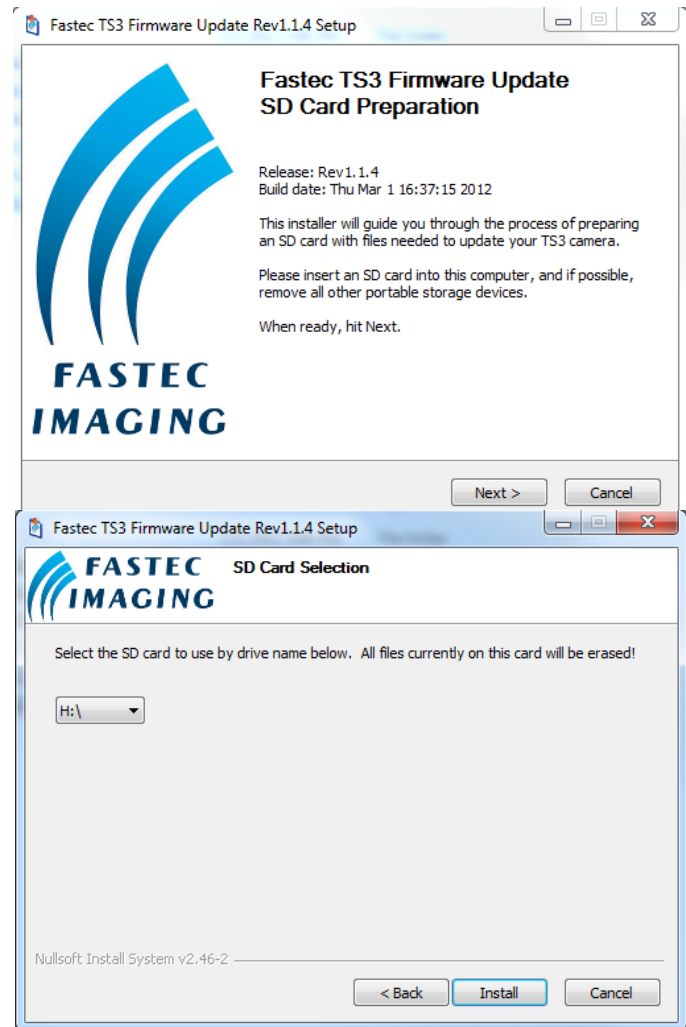 Fastec TS3 Firmware Update Rev1.1.4 Setup
Fastec TS3 Firmware Update
SD Card Preparation
Release: Rev1.1.4
Build date: Thu Mar 1 16:37:15 2012
This installer will guide you through the process of preparing
an SD card with files needed to update your TS3 camera.
Please insert an SD card into this computer, and if possible,
remove all other portable storage devices.
When ready, hit Next.
FASTEC
IMAGING
Next >
Cancel
Fastec TS3 Firmware Update Rev1.1.4 Setup
FASTEC
IMAGING
SD Card Selection
Select the SD card to use by drive name below.  All files currently on this card will be erased!
H:\
Nullsoft Install System v2.46-2
< Back
Install
Cancel